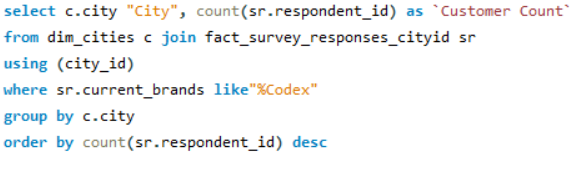 select c.city "City", count(sr.respondent_id) as `Customer Count`
from dim_cities c join fact_survey_responses_cityid sr
using (city_id)
where sr.current_brands like"%Codex"
group by c.city
order by count(sr.respondent_id) desc